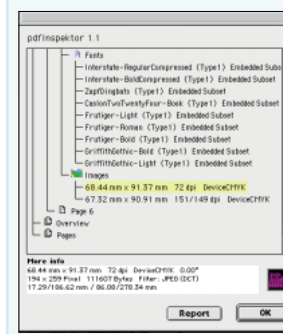 pdfInspektor 1.1
Fonts
Interstate-RegularCompressed (Type1) Embedded Subs
Interstate-BoldCompressed (Type1) Embedded Subset
ZapfDingbats (Type1) Embedded Subset
CaslonTwoTwentyFour-Book (Type1) Embedded Subset
Frutiger-Light (Type1) Embedded Subset
Frutiger-Roman (Type1) Embedded Subset
Frutiger-Bold (Type1) Embedded Subset
GriffithGothic-Bold (Type1) Embedded Subset
GriffithGothic-Light (Type1) Embedded Subset
Images
68.44 mm x 91.37 mm 72 dpi DeviceCMYK
67.32 mm x 90.91 mm 151/149 dpi DeviceCMYK
Page 6
Overview
Pages
More info
68.44 mm x 91.37 mm 72 dpi DeviceCMYK 0.00°
194 x 259 Pixel 111607 Bytes Filter: JPEG (DCT)
17.29/186.62 mm / 86.08/278.34 mm
Report
OK